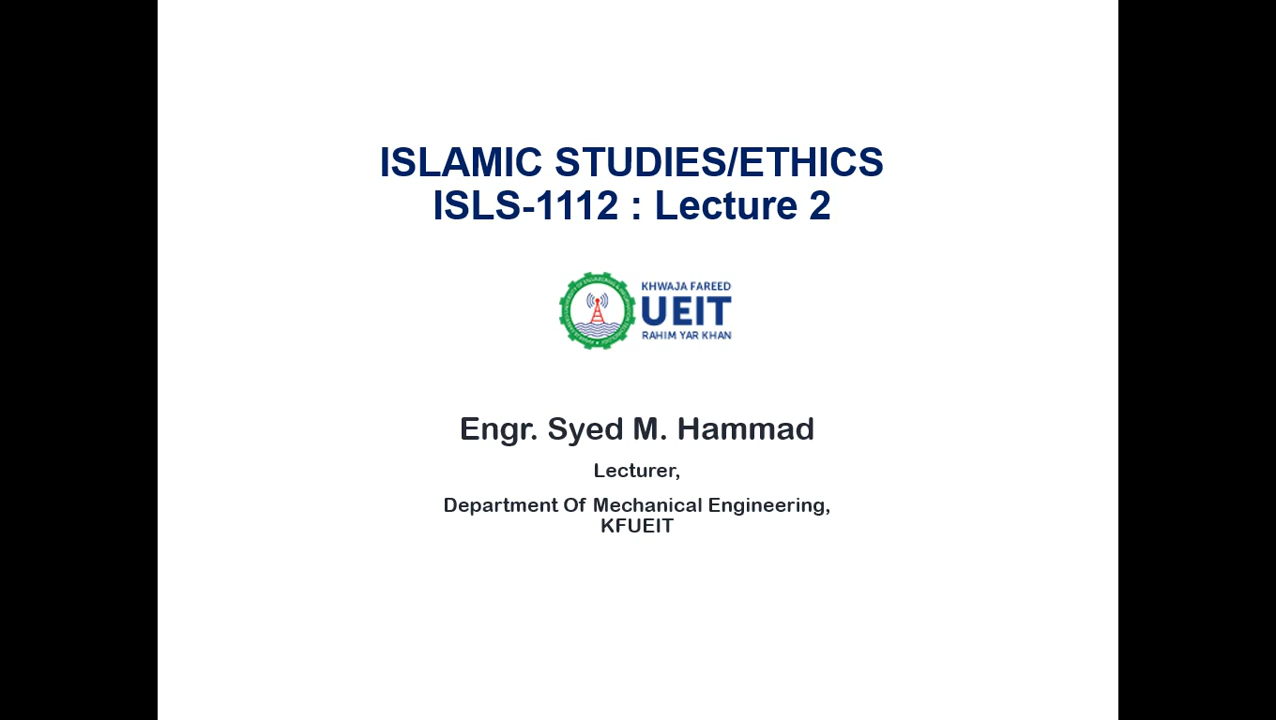 ISLAMIC STUDIES/ETHICS
ISLS-1112 : Lecture 2
KHWAJA FAREED
UEIT
RAHIM YAR KHAN
Engr. Syed M. Hammad
Lecturer,
Department Of Mechanical Engineering,
KFUEIT